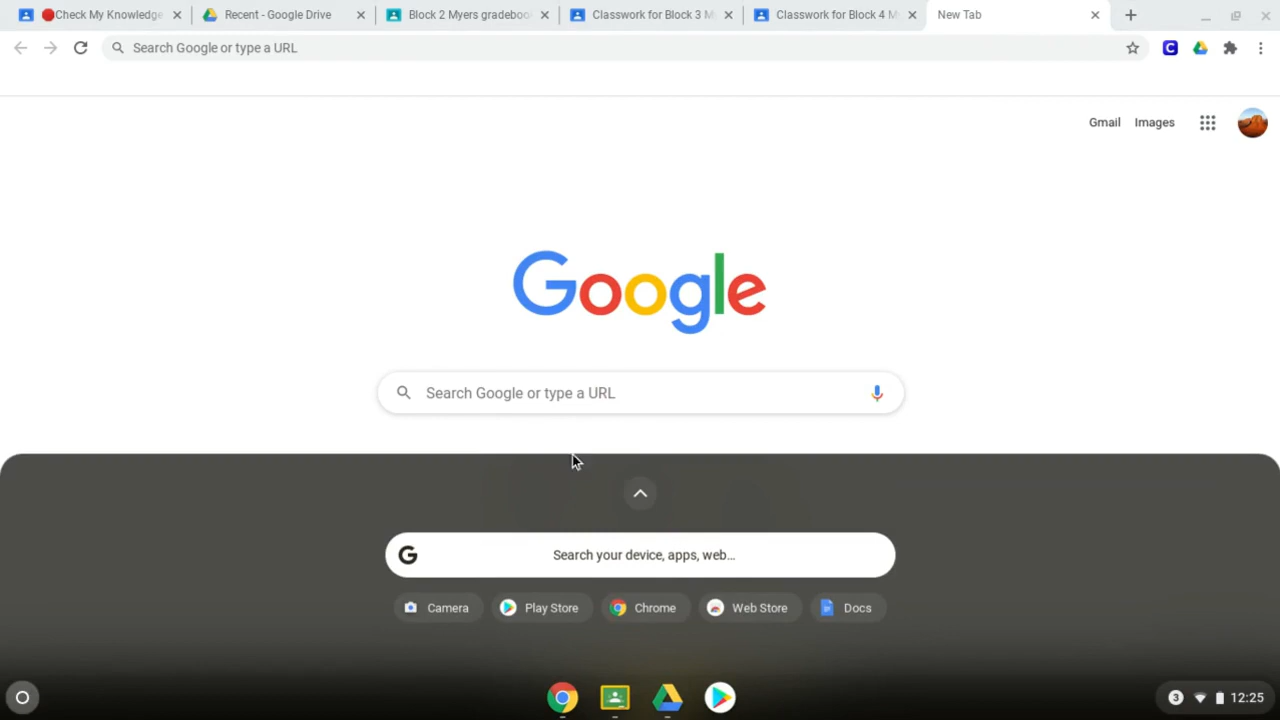 Check My Knowledge
Recent - Google Drive
Block 2 Myers gradeboo
Classwork for Block 3 M
Classwork for Block 4 M
New Tab
Search Google or type a URL
C
Gmail Images
Google
Search Google or type a URL
G Search your device, apps, web...
Camera Play Store Chrome Web Store Docs
3 12:25